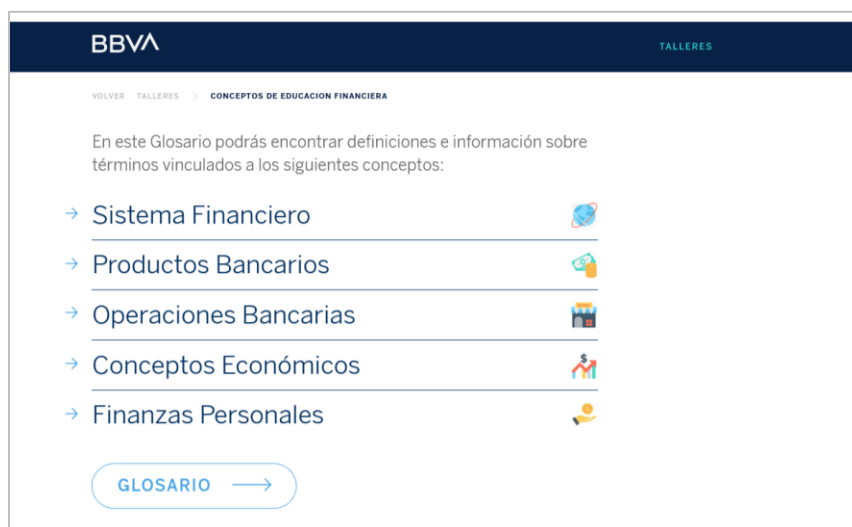 BBVA
TALLERES
VOLVER TALLERES > CONCEPTOS DE EDUCACION FINANCIERA
En este Glosario podrás encontrar definiciones e información sobre
términos vinculados a los siguientes conceptos:
→ Sistema Financiero
→ Productos Bancarios
→ Operaciones Bancarias
→ Conceptos Económicos
→ Finanzas Personales
GLOSARIO →